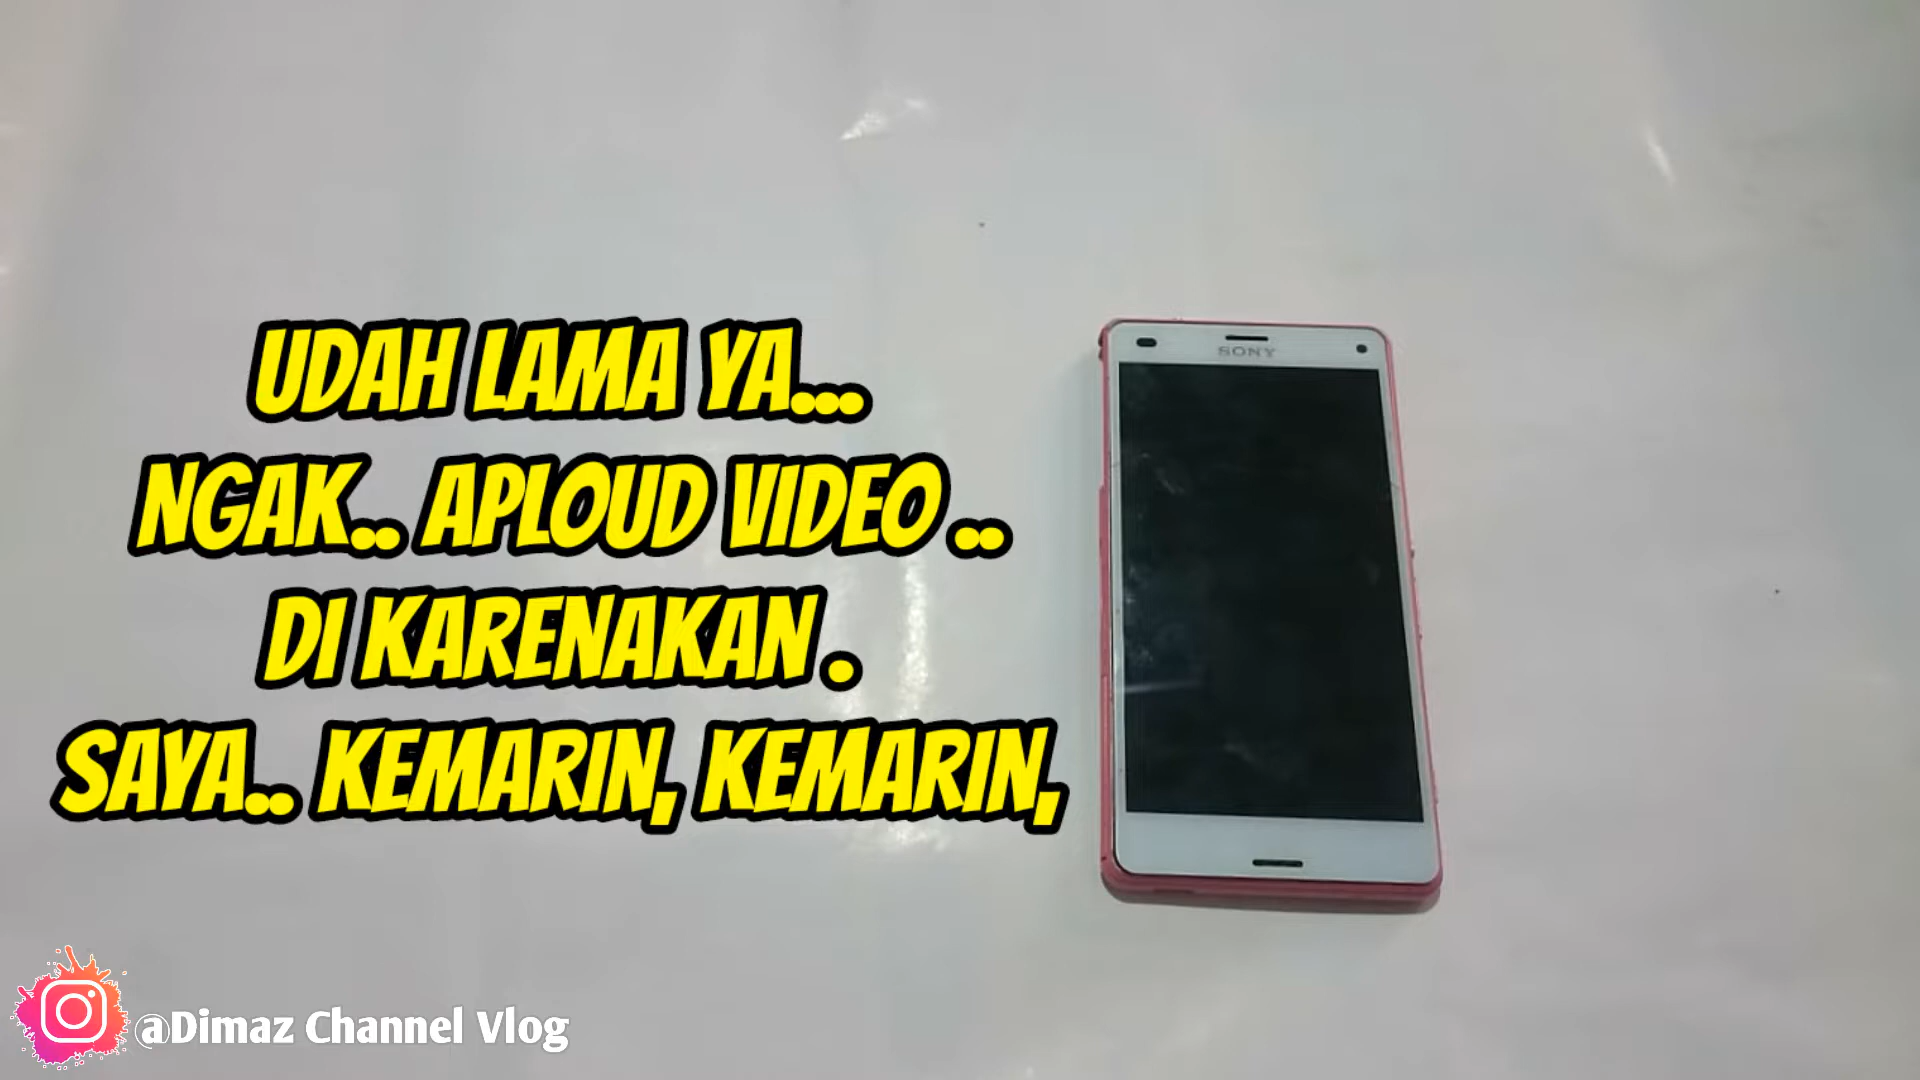 UDAH LAMA YA...
NGAK.. APLOUD VIDEO ..
DI KARENAKAN .
SAYA.. KEMARIN, KEMARIN,
SONY
@Dimaz Channel Vlog